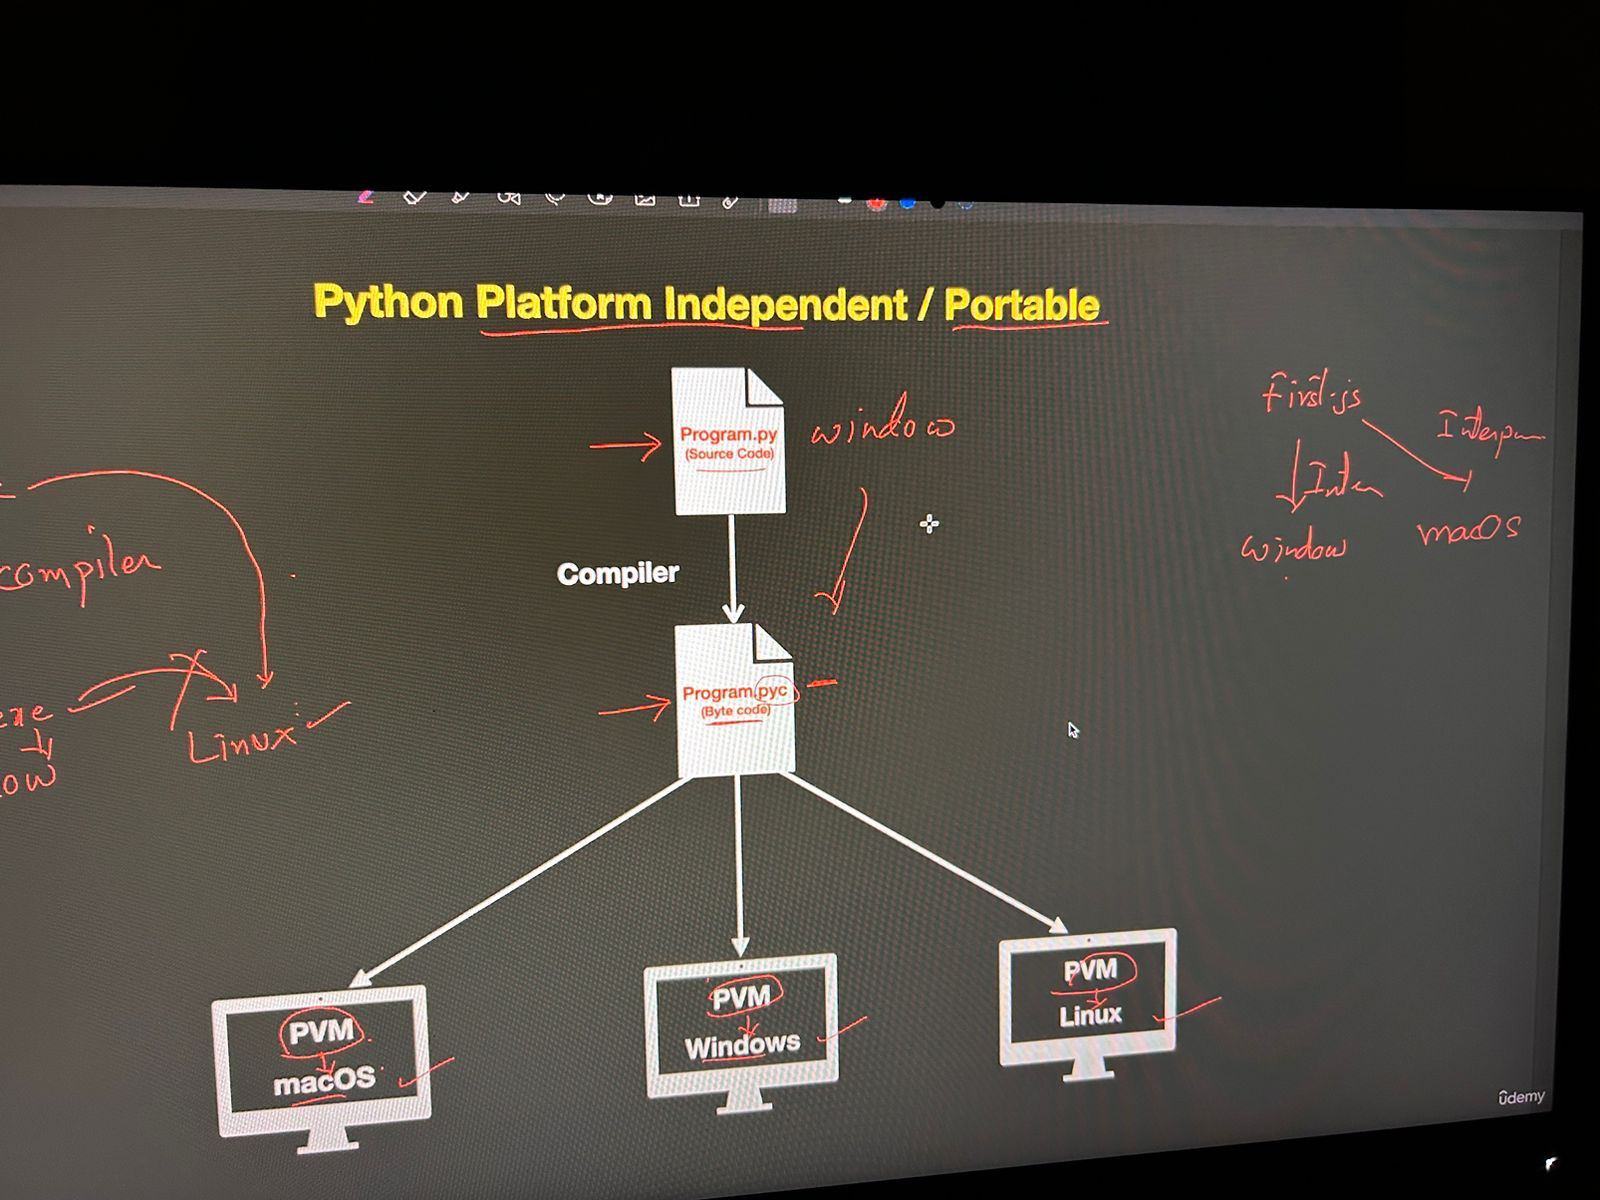 Python Platform Independent / Portable
Program.py
(Source Code)
window
First.js
Inter
window
macOS
Compiler
compiler
Program.pyc
(Byte code)
exe
Linux
ow
PVM
macOS
PVM
Windows
PVM
Linux
ûdemy